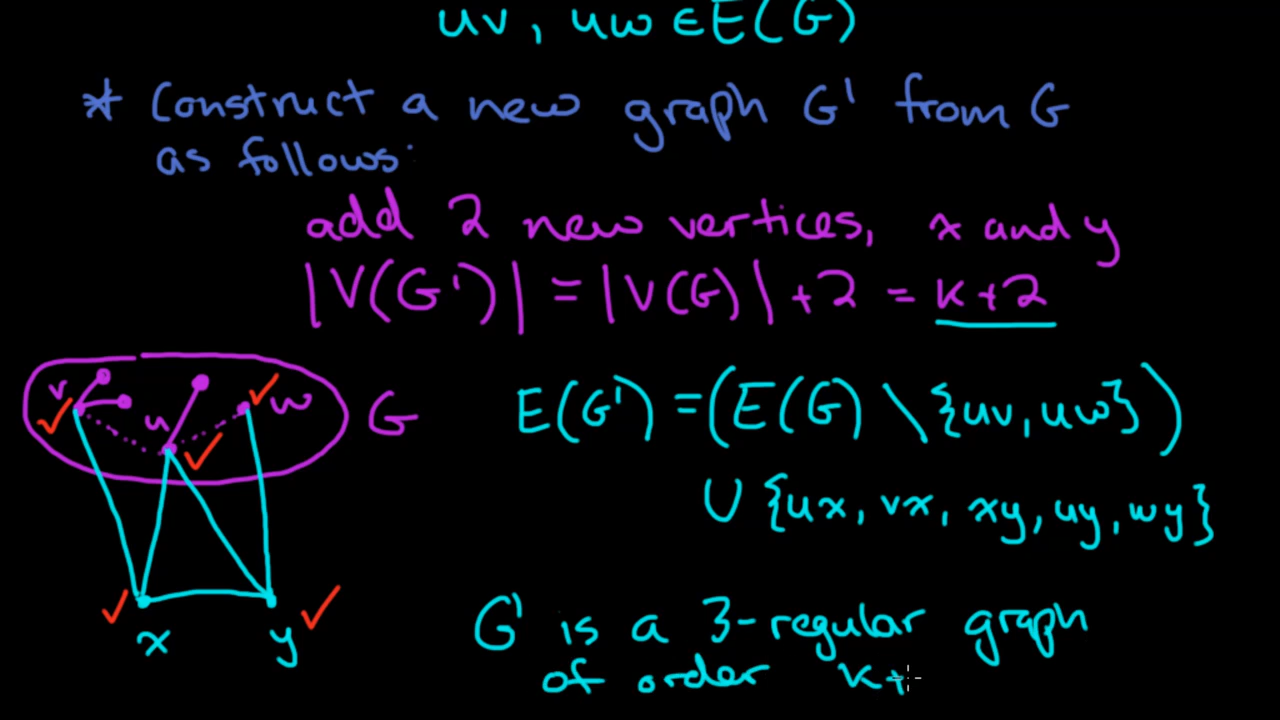 uv, uw ∈ E(G)
* Construct a new graph G' from G
as follows:
add 2 new vertices, x and y
|V(G')| = |V(G)| + 2 = k+2
v
w
u
G
E(G') = (E(G) \ {uv, uw})
∪ {ux, vx, xy, uy, wy}
x
y
G' is a 3-regular graph
of order k+